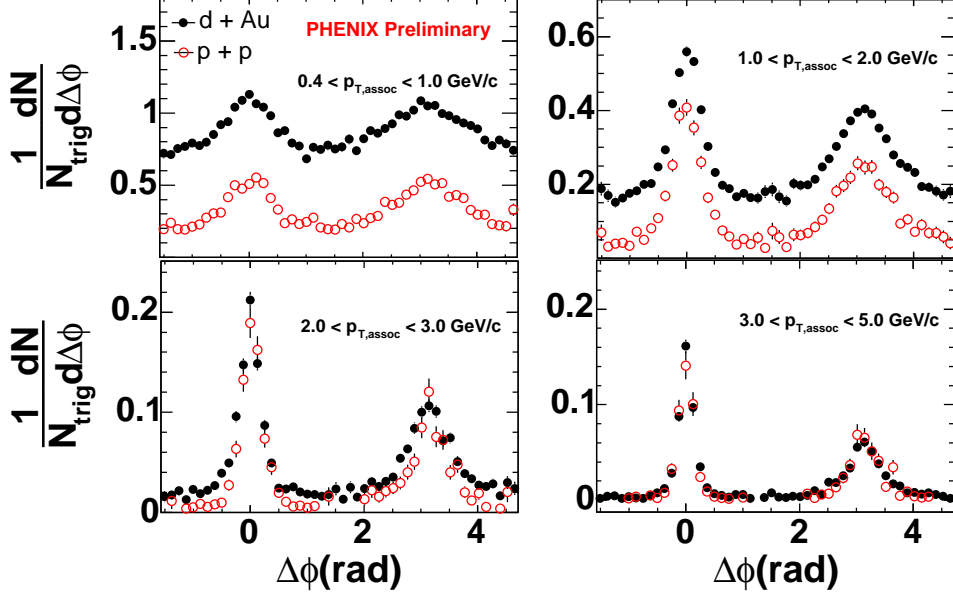 d + Au
p + p
PHENIX Preliminary
0.4 < p_T,assoc < 1.0 GeV/c
1.5
1
0.5
1 dN
N_trig dΔϕ
1.0 < p_T,assoc < 2.0 GeV/c
0.6
0.4
0.2
2.0 < p_T,assoc < 3.0 GeV/c
0.2
0.1
0
1 dN
N_trig dΔϕ
0 2 4
Δϕ(rad)
3.0 < p_T,assoc < 5.0 GeV/c
0.2
0.1
0
0 2 4
Δϕ(rad)